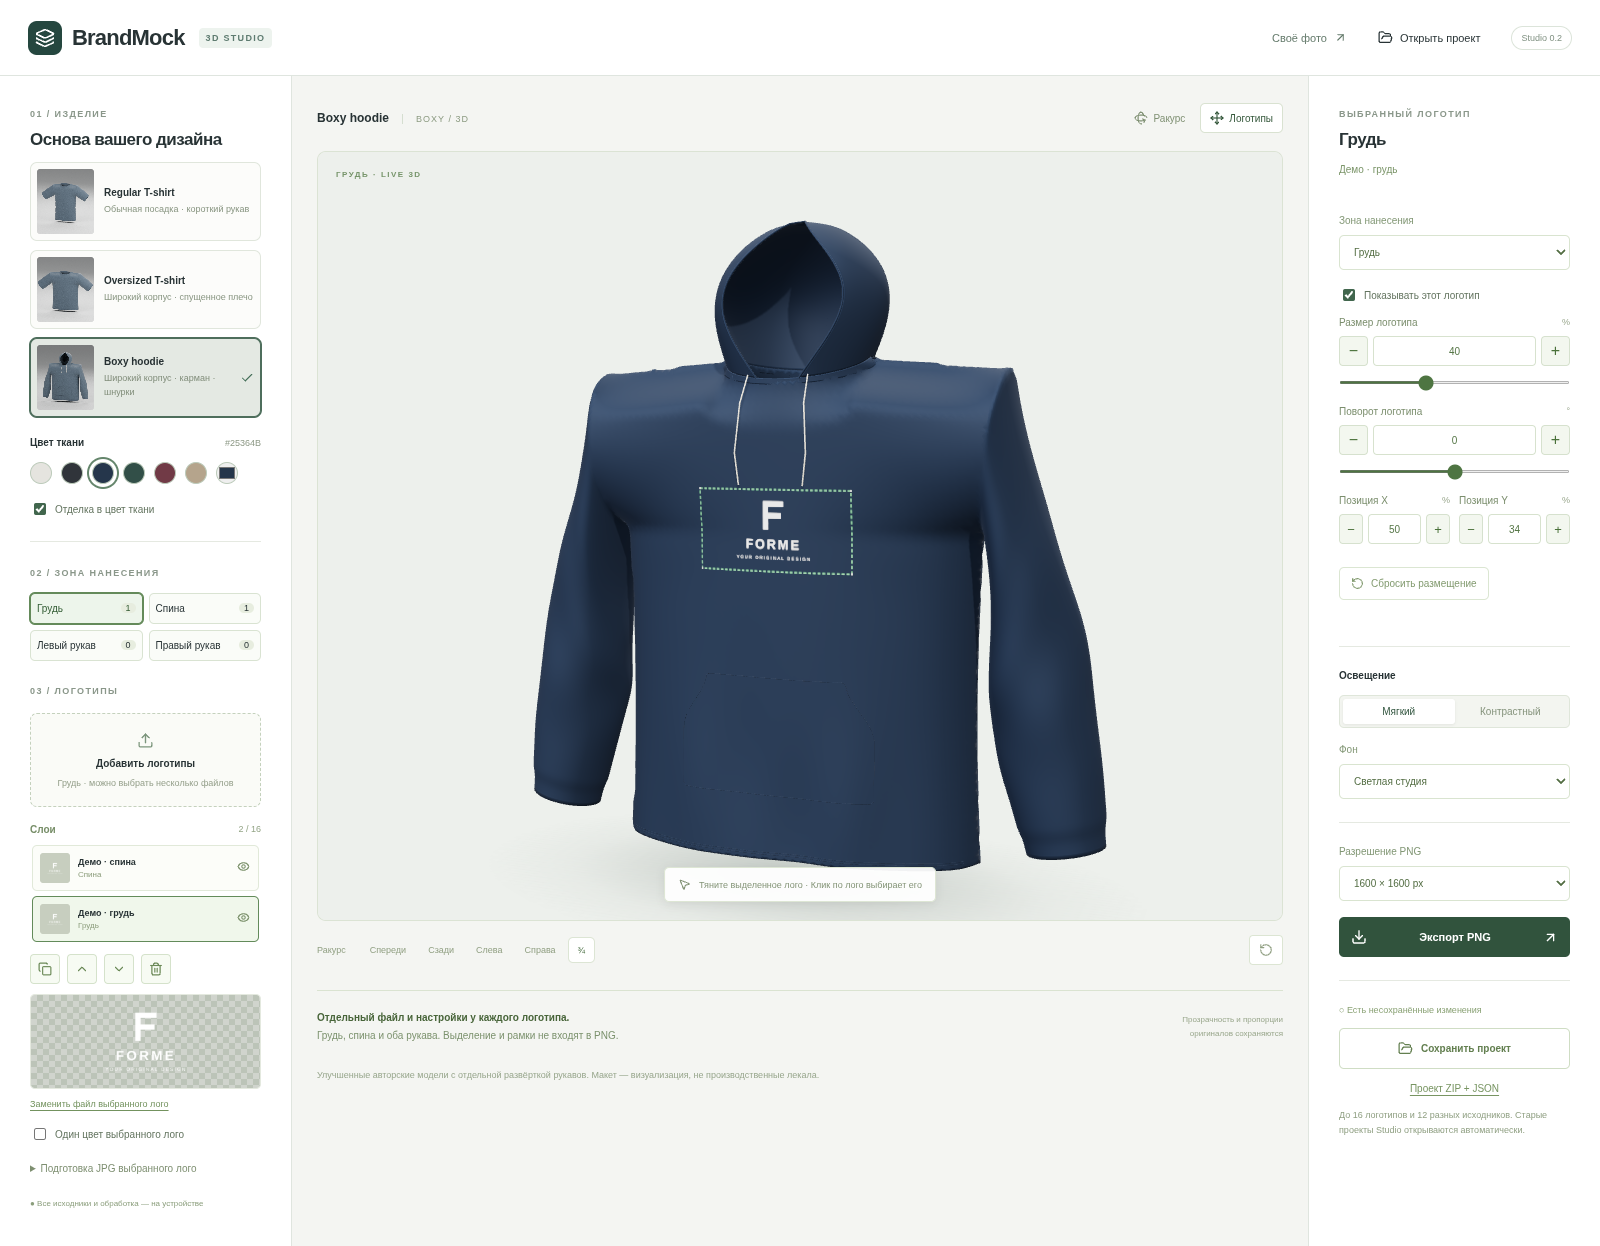 BrandMock
3D STUDIO
Своё фото
Открыть проект
Studio 0.2
01 / ИЗДЕЛИЕ
Основа вашего дизайна
Regular T-shirt
Обычная посадка · короткий рукав
Oversized T-shirt
Широкий корпус · спущенное плечо
Boxy hoodie
Широкий корпус · карман ·
шнурки
Цвет ткани
#25364B
Отделка в цвет ткани
02 / ЗОНА НАНЕСЕНИЯ
Грудь 1
Спина 1
Левый рукав 0
Правый рукав 0
03 / ЛОГОТИПЫ
Добавить логотипы
Грудь · можно выбрать несколько файлов
Слои
2 / 16
Демо · спина
Спина
Демо · грудь
Грудь
F
FORME
Заменить файл выбранного лого
Один цвет выбранного лого
Подготовка JPG выбранного лого
● Все исходники и обработка — на устройстве
Boxy hoodie
BOXY / 3D
Ракурс
Логотипы
ГРУДЬ · LIVE 3D
F
FORME
YOUR ORIGINAL DESIGN
Тяните выделенное лого · Клик по лого выбирает его
Ракурс
Спереди
Сзади
Слева
Справа
¾
Отдельный файл и настройки у каждого логотипа.
Грудь, спина и оба рукава. Выделение и рамки не входят в PNG.
Прозрачность и пропорции
оригиналов сохраняются
Улучшенные авторские модели с отдельной развёрткой рукавов. Макет — визуализация, не производственные лекала.
ВЫБРАННЫЙ ЛОГОТИП
Грудь
Демо · грудь
Зона нанесения
Грудь
Показывать этот логотип
Размер логотипа %
− 40 +
Поворот логотипа °
− 0 +
Позиция X % Позиция Y %
− 50 + − 34 +
Сбросить размещение
Освещение
Мягкий
Контрастный
Фон
Светлая студия
Разрешение PNG
1600 × 1600 px
Экспорт PNG
○ Есть несохранённые изменения
Сохранить проект
Проект ZIP + JSON
До 16 логотипов и 12 разных исходников. Старые
проекты Studio открываются автоматически.